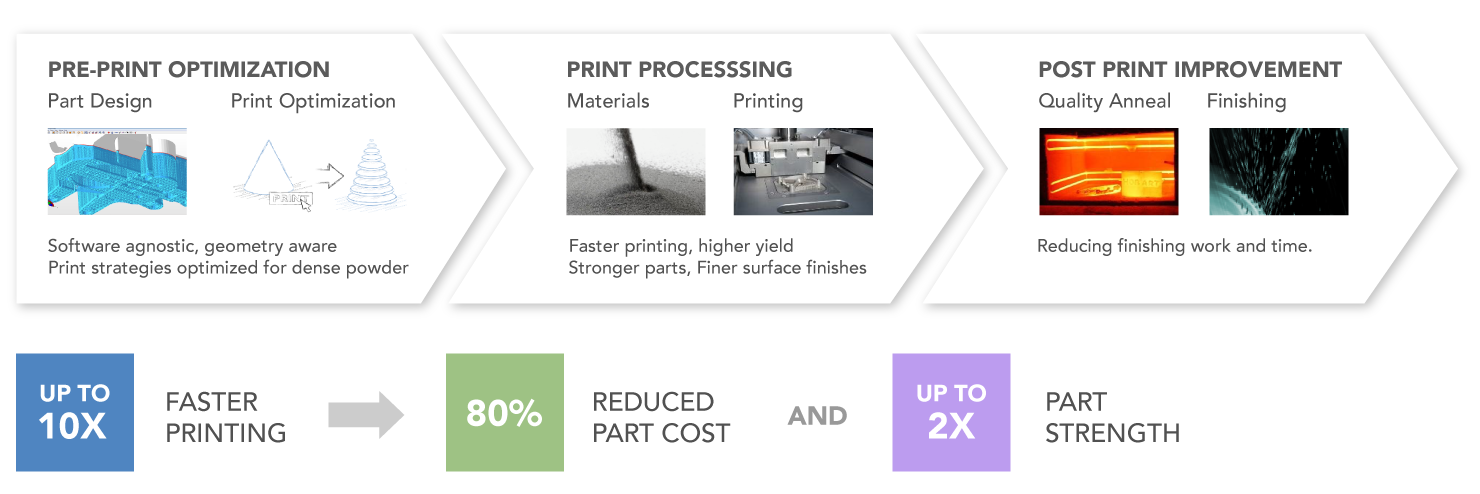 PRE-PRINT OPTIMIZATION
Part Design
Print Optimization
PRINT
Software agnostic, geometry aware
Print strategies optimized for dense powder
PRINT PROCESSSING
Materials
Printing
Faster printing, higher yield
Stronger parts, Finer surface finishes
POST PRINT IMPROVEMENT
Quality Anneal
Finishing
Reducing finishing work and time.
UP TO
10X
FASTER
PRINTING
80%
REDUCED
PART COST
AND
UP TO
2X
PART
STRENGTH